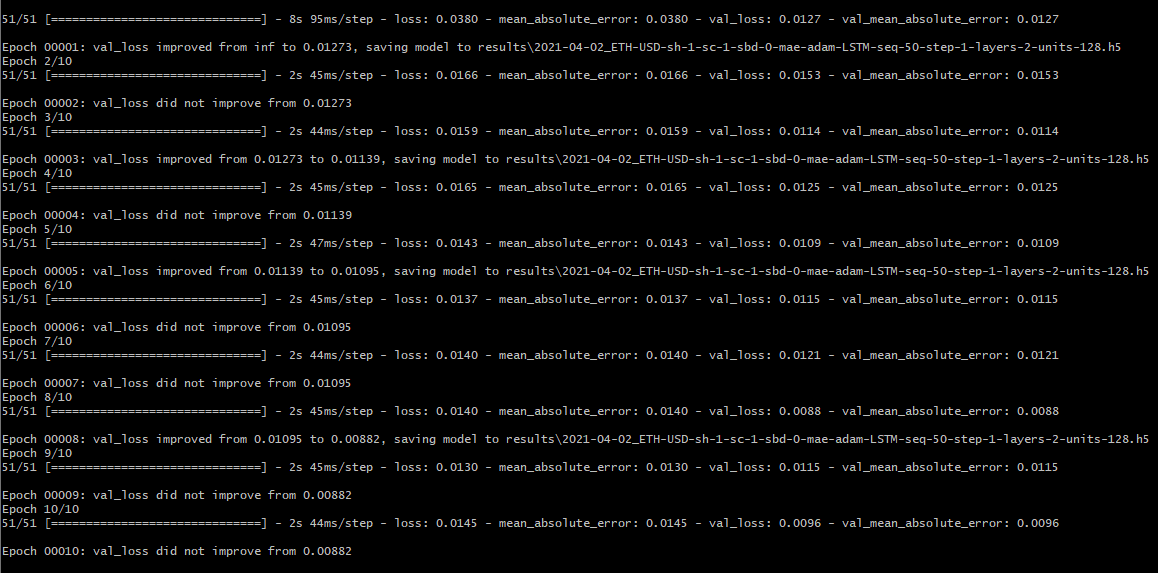 51/51 [==============================] - 8s 95ms/step - loss: 0.0380 - mean_absolute_error: 0.0380 - val_loss: 0.0127 - val_mean_absolute_error: 0.0127
Epoch 00001: val_loss improved from inf to 0.01273, saving model to results\2021-04-02_ETH-USD-sh-1-sc-1-sbd-0-mae-adam-LSTM-seq-50-step-1-layers-2-units-128.h5
Epoch 2/10
51/51 [==============================] - 2s 45ms/step - loss: 0.0166 - mean_absolute_error: 0.0166 - val_loss: 0.0153 - val_mean_absolute_error: 0.0153
Epoch 00002: val_loss did not improve from 0.01273
Epoch 3/10
51/51 [==============================] - 2s 44ms/step - loss: 0.0159 - mean_absolute_error: 0.0159 - val_loss: 0.0114 - val_mean_absolute_error: 0.0114
Epoch 00003: val_loss improved from 0.01273 to 0.01139, saving model to results\2021-04-02_ETH-USD-sh-1-sc-1-sbd-0-mae-adam-LSTM-seq-50-step-1-layers-2-units-128.h5
Epoch 4/10
51/51 [==============================] - 2s 45ms/step - loss: 0.0165 - mean_absolute_error: 0.0165 - val_loss: 0.0125 - val_mean_absolute_error: 0.0125
Epoch 00004: val_loss did not improve from 0.01139
Epoch 5/10
51/51 [==============================] - 2s 47ms/step - loss: 0.0143 - mean_absolute_error: 0.0143 - val_loss: 0.0109 - val_mean_absolute_error: 0.0109
Epoch 00005: val_loss improved from 0.01139 to 0.01095, saving model to results\2021-04-02_ETH-USD-sh-1-sc-1-sbd-0-mae-adam-LSTM-seq-50-step-1-layers-2-units-128.h5
Epoch 6/10
51/51 [==============================] - 2s 45ms/step - loss: 0.0137 - mean_absolute_error: 0.0137 - val_loss: 0.0115 - val_mean_absolute_error: 0.0115
Epoch 00006: val_loss did not improve from 0.01095
Epoch 7/10
51/51 [==============================] - 2s 44ms/step - loss: 0.0140 - mean_absolute_error: 0.0140 - val_loss: 0.0121 - val_mean_absolute_error: 0.0121
Epoch 00007: val_loss did not improve from 0.01095
Epoch 8/10
51/51 [==============================] - 2s 45ms/step - loss: 0.0140 - mean_absolute_error: 0.0140 - val_loss: 0.0088 - val_mean_absolute_error: 0.0088
Epoch 00008: val_loss improved from 0.01095 to 0.00882, saving model to results\2021-04-02_ETH-USD-sh-1-sc-1-sbd-0-mae-adam-LSTM-seq-50-step-1-layers-2-units-128.h5
Epoch 9/10
51/51 [==============================] - 2s 45ms/step - loss: 0.0130 - mean_absolute_error: 0.0130 - val_loss: 0.0115 - val_mean_absolute_error: 0.0115
Epoch 00009: val_loss did not improve from 0.00882
Epoch 10/10
51/51 [==============================] - 2s 44ms/step - loss: 0.0145 - mean_absolute_error: 0.0145 - val_loss: 0.0096 - val_mean_absolute_error: 0.0096
Epoch 00010: val_loss did not improve from 0.00882